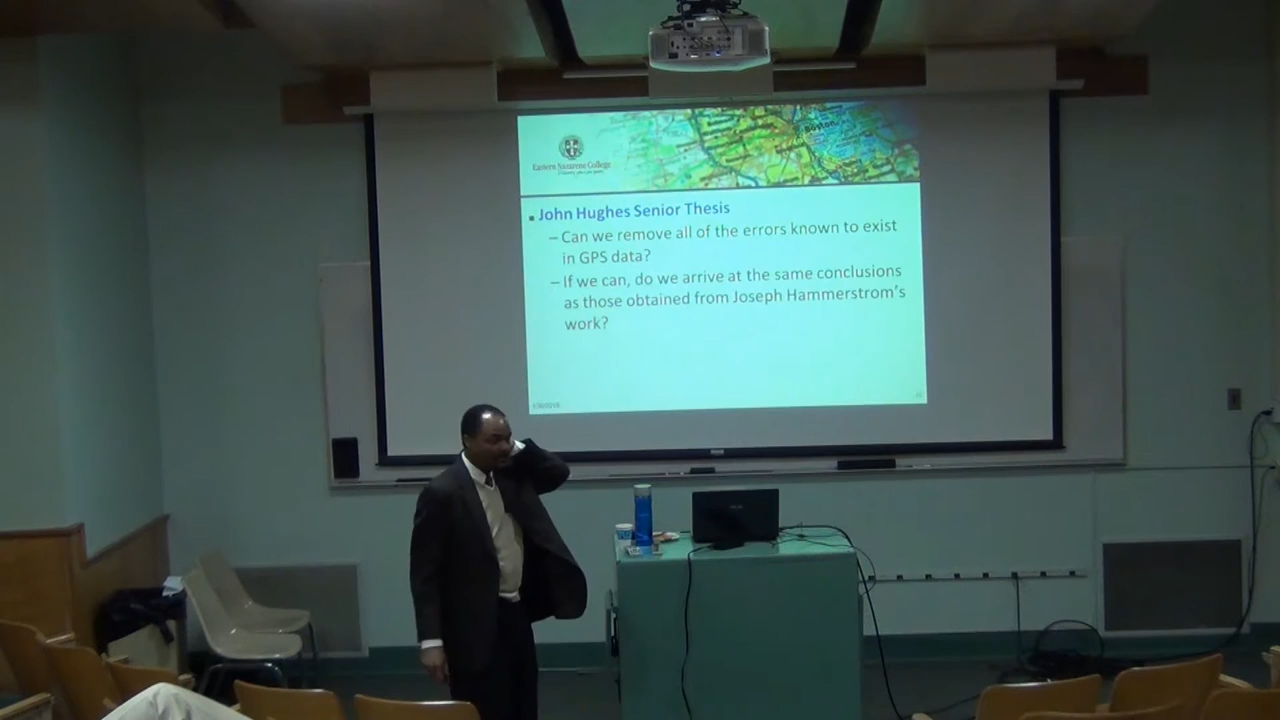 Eastern Nazarene College
Boston
John Hughes Senior Thesis
– Can we remove all of the errors known to exist
in GPS data?
– If we can, do we arrive at the same conclusions
as those obtained from Joseph Hammerstrom's
work?